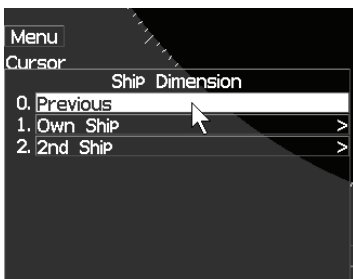 Menu
Cursor
Ship Dimension
0. Previous
1. Own Ship >
2. 2nd Ship >